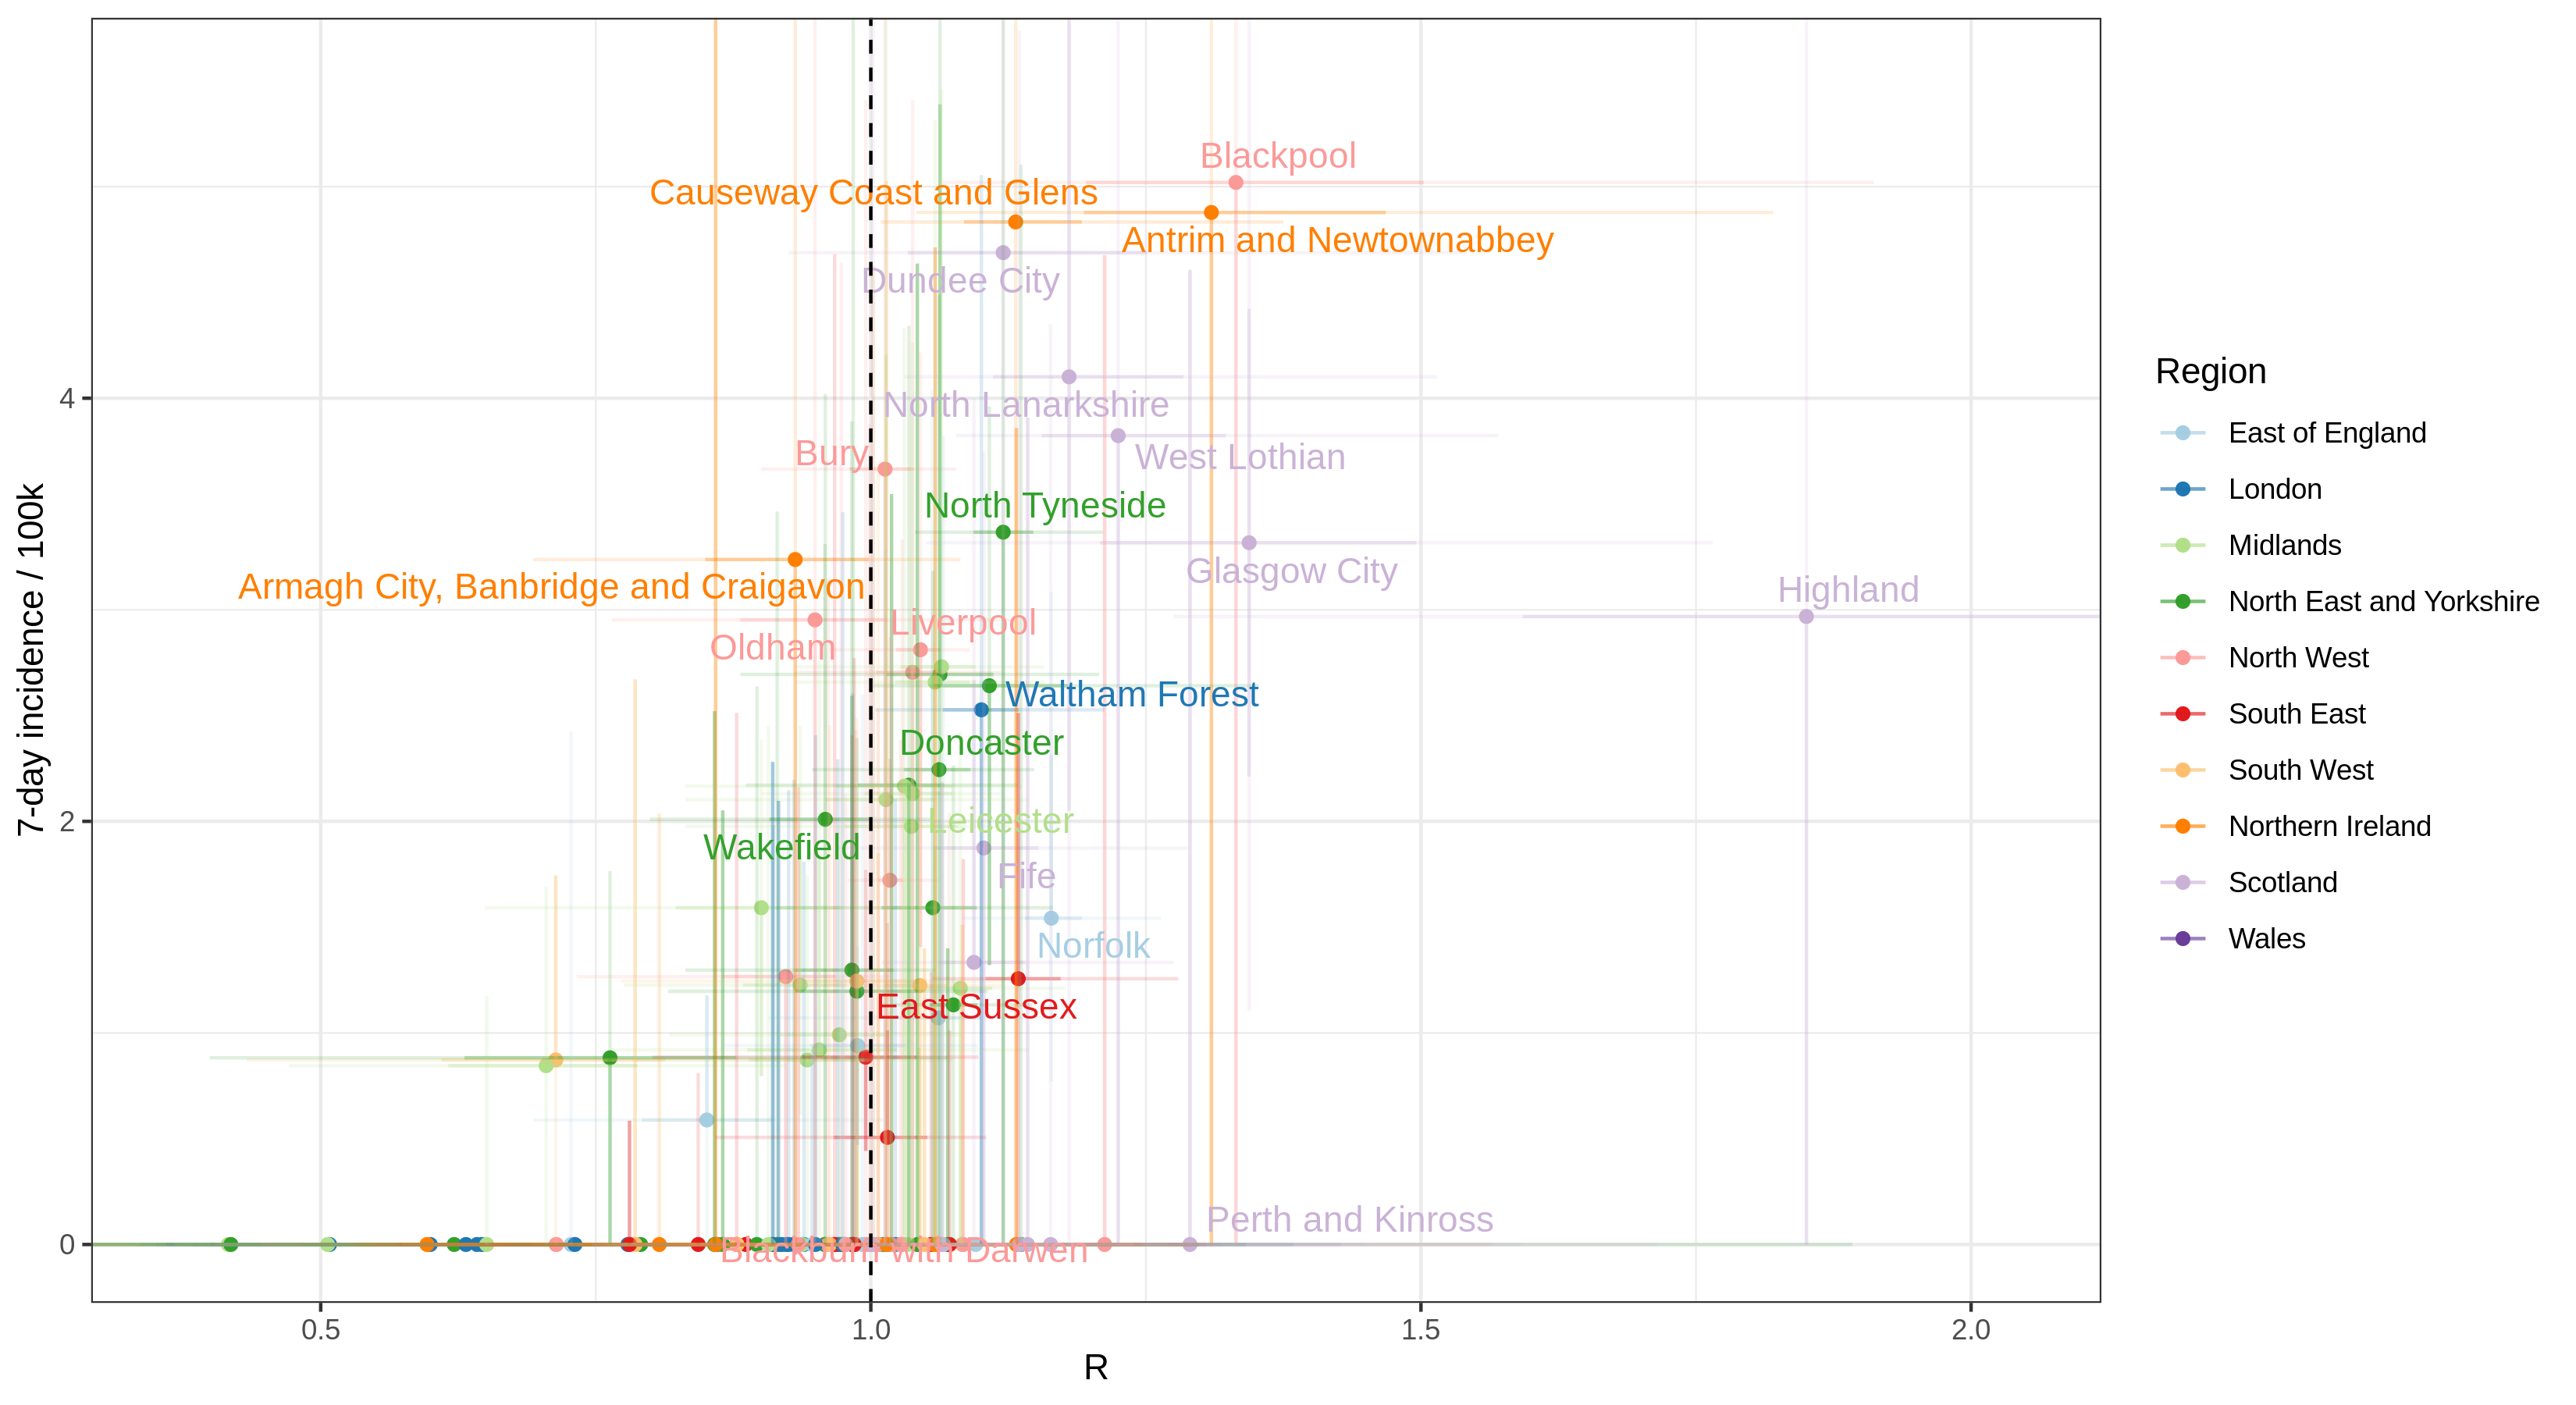 Blackpool
Causeway Coast and Glens
Antrim and Newtownabbey
Dundee City
4
North Lanarkshire
Bury
West Lothian
North Tyneside
Glasgow City
Armagh City, Banbridge and Craigavon
Highland
Liverpool
Oldham
Waltham Forest
Doncaster
2
Leicester
Wakefield
Fife
Norfolk
East Sussex
Perth and Kinross
0
Blackburn with Darwen
0.5
1.0
1.5
2.0
R
7-day incidence / 100k
Region
East of England
London
Midlands
North East and Yorkshire
North West
South East
South West
Northern Ireland
Scotland
Wales